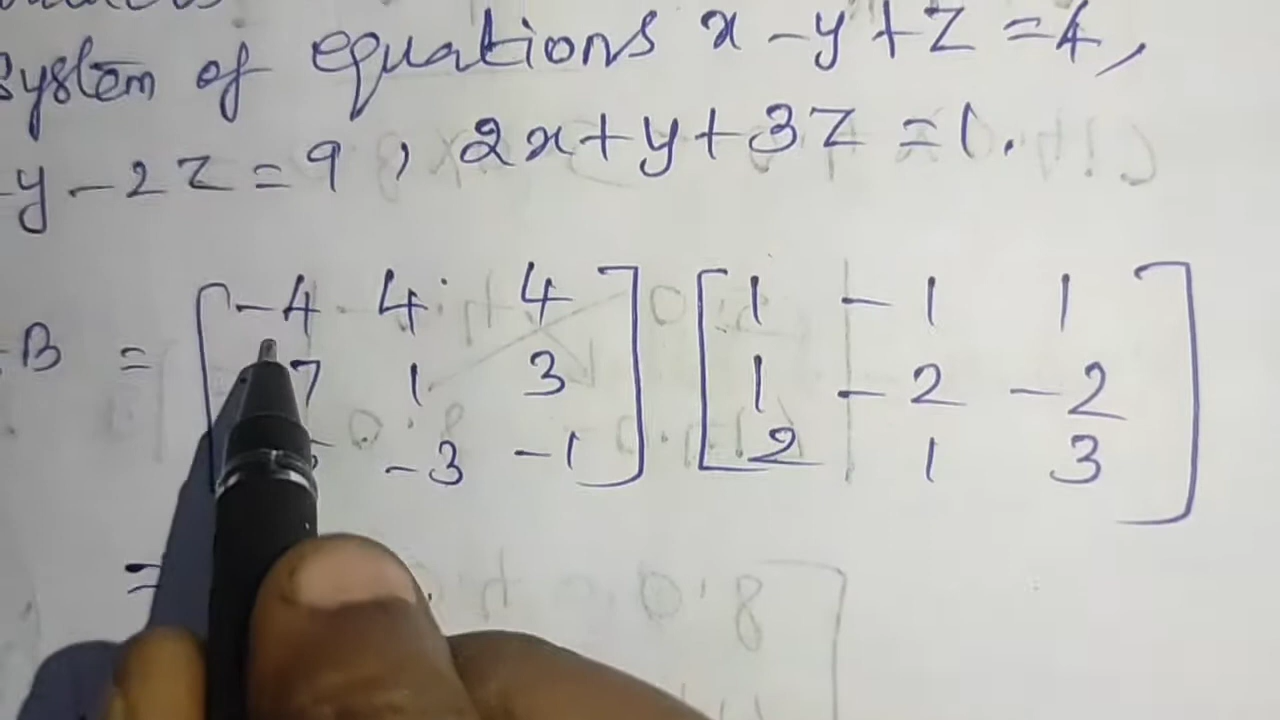 system of equations x - y + z = 4,
y - 2z = 9, 2x + y + 3z = 1.
B = [ -4 4 4 ] [ 1 -1 1 ]
7 1 3 1 -2 -2
-3 -1 2 1 3
=